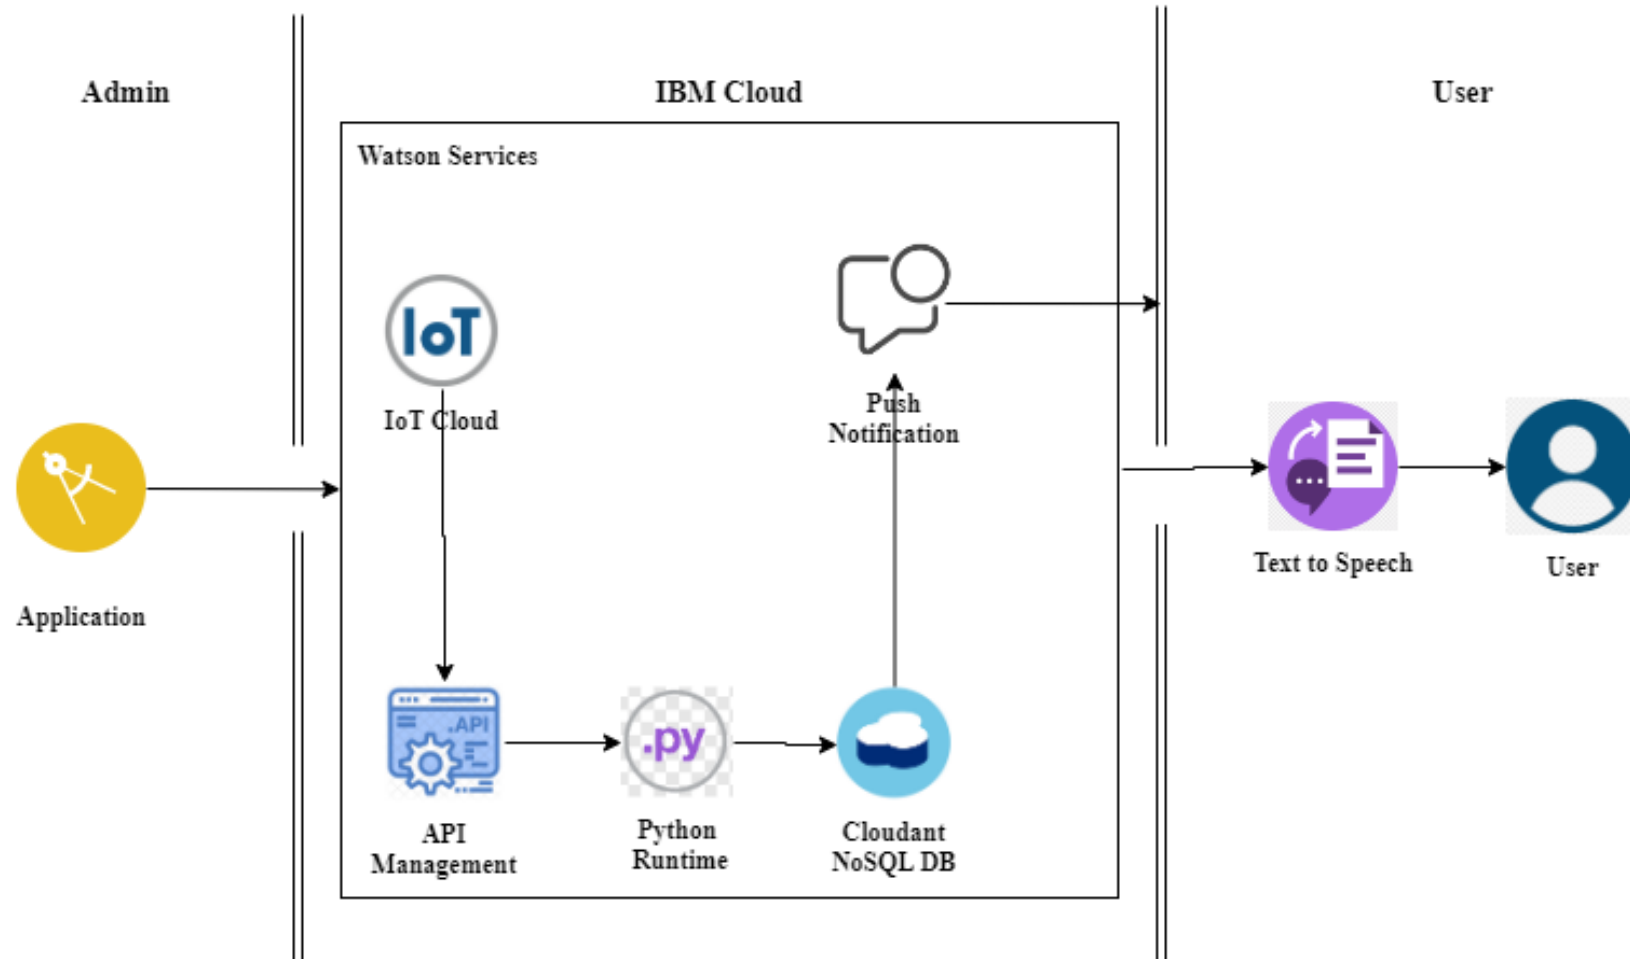 Admin
IBM Cloud
User
Watson Services
IoT
IoT Cloud
Push
Notification
Application
Text to Speech
User
.API
.py
API
Management
Python
Runtime
Cloudant
NoSQL DB